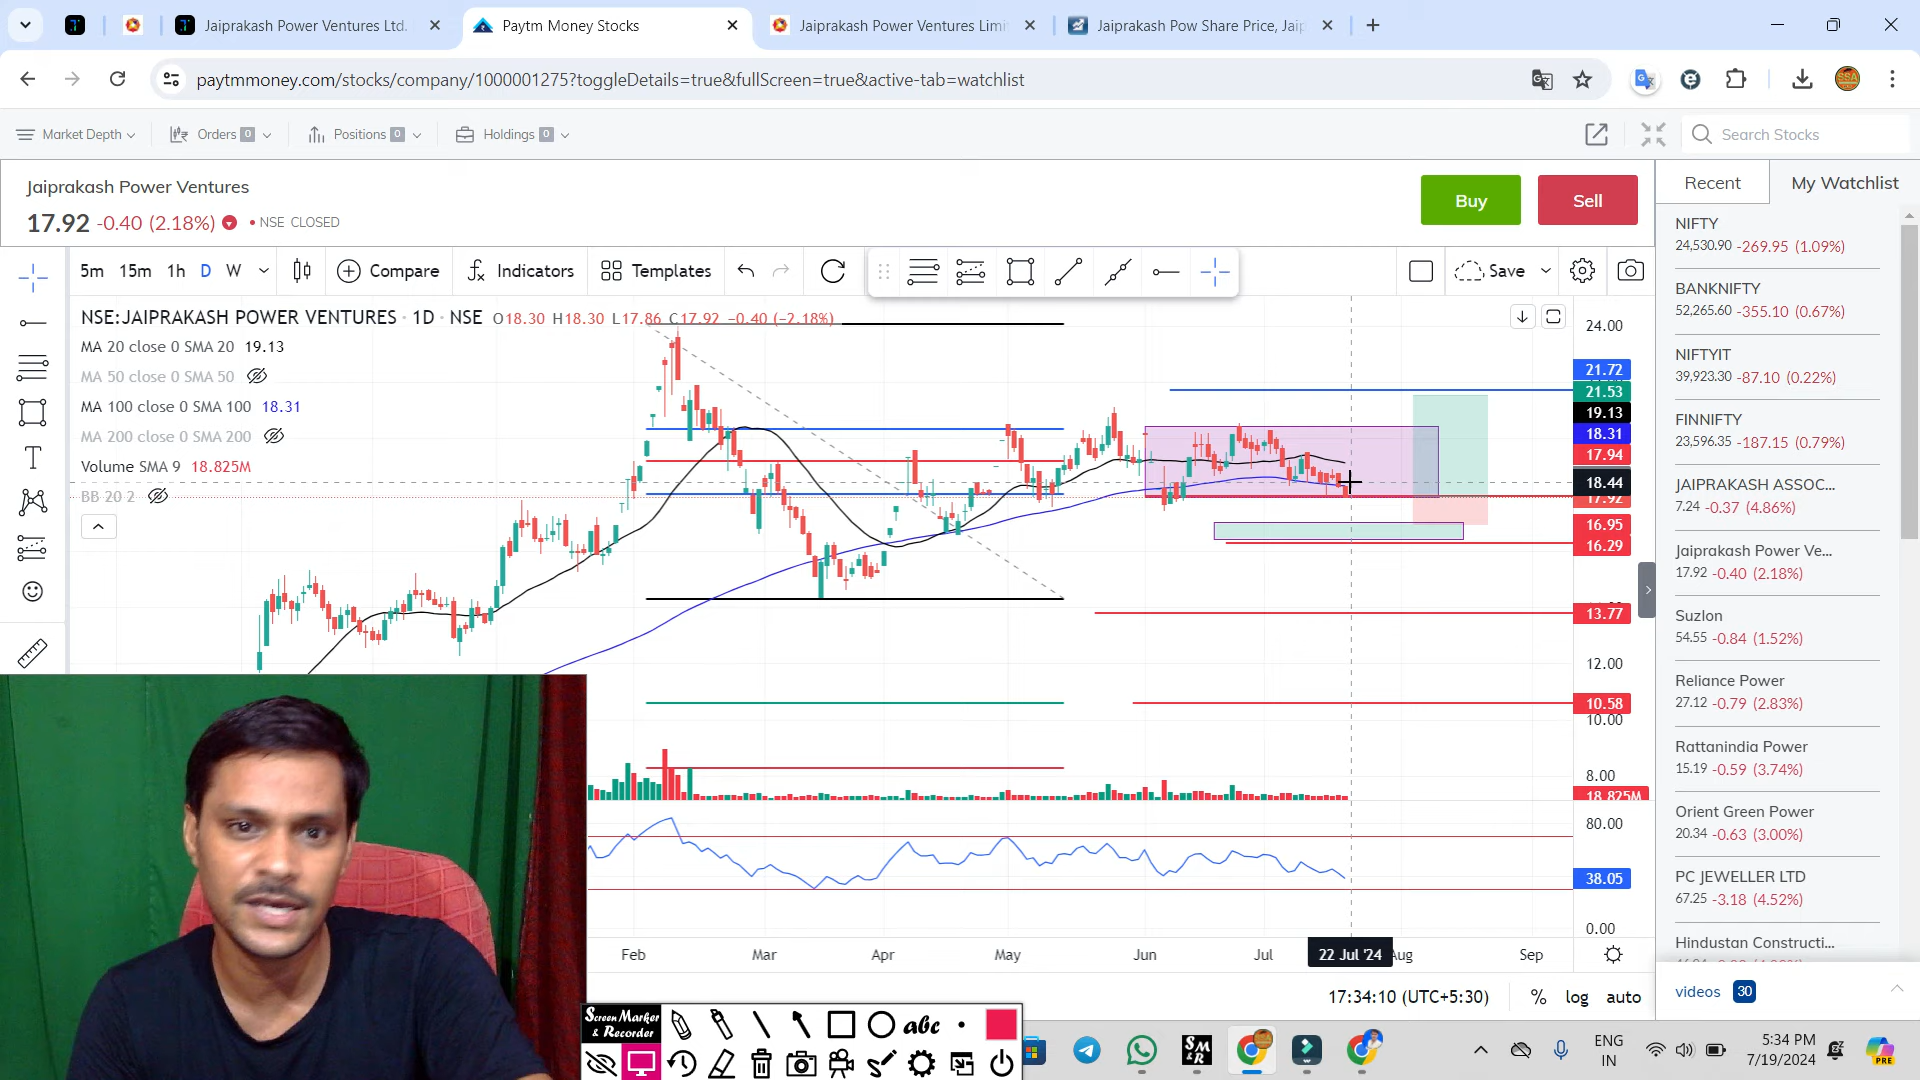 Jaiprakash Power Ventures Ltd.
Paytm Money Stocks
Jaiprakash Power Ventures Limi
Jaiprakash Pow Share Price, Jaip
paytmmoney.com/stocks/company/1000001275?toggleDetails=true&fullScreen=true&active-tab=watchlist
Market Depth
Orders 0
Positions 0
Holdings 0
Search Stocks
Jaiprakash Power Ventures
17.92 -0.40 (2.18%) • NSE CLOSED
Buy
Sell
Recent
My Watchlist
5m 15m 1h D W
Compare
Indicators
Templates
Save
NSE:JAIPRAKASH POWER VENTURES · 1D · NSE O18.30 H18.30 L17.86 C17.92 −0.40 (−2.18%)
MA 20 close 0 SMA 20 19.13
MA 50 close 0 SMA 50
MA 100 close 0 SMA 100 18.31
MA 200 close 0 SMA 200
Volume SMA 9 18.825M
BB 20 2
24.00
21.72
21.53
19.13
18.31
17.94
18.44
17.92
16.95
16.29
13.77
12.00
10.58
10.00
8.00
18.825M
80.00
38.05
0.00
Feb Mar Apr May Jun Jul 22 Jul '24 Aug Sep
17:34:10 (UTC+5:30) % log auto
NIFTY
24,530.90 -269.95 (1.09%)
BANKNIFTY
52,265.60 -355.10 (0.67%)
NIFTYIT
39,923.30 -87.10 (0.22%)
FINNIFTY
23,596.35 -187.15 (0.79%)
JAIPRAKASH ASSOC...
7.24 -0.37 (4.86%)
Jaiprakash Power Ve...
17.92 -0.40 (2.18%)
Suzlon
54.55 -0.84 (1.52%)
Reliance Power
27.12 -0.79 (2.83%)
Rattanindia Power
15.19 -0.59 (3.74%)
Orient Green Power
20.34 -0.63 (3.00%)
PC JEWELLER LTD
67.25 -3.18 (4.52%)
Hindustan Constructi...
videos 30
Screen Marker
& Recorder
abc
SM
&R
ENG
IN
5:34 PM
7/19/2024
PRE